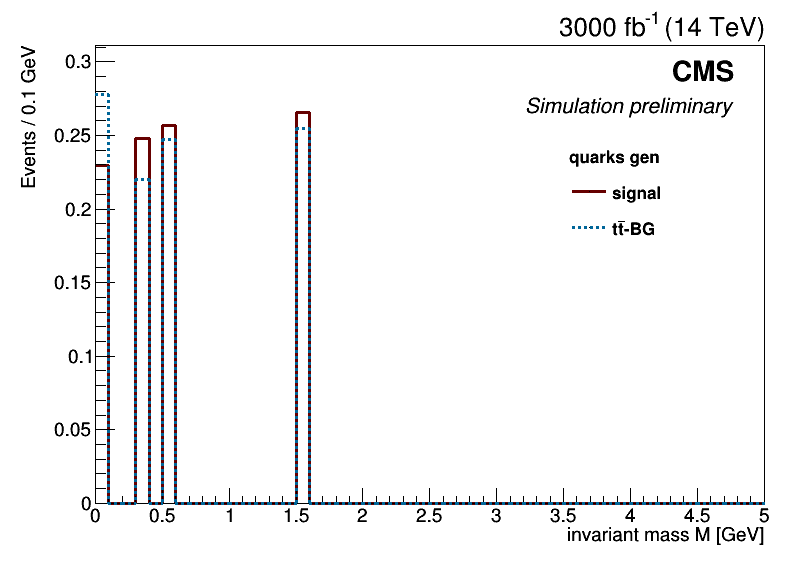 3000 fb⁻¹ (14 TeV)
CMS
Simulation preliminary
quarks gen
signal
tt̄-BG
Events / 0.1 GeV
0.3
0.25
0.2
0.15
0.1
0.05
0
0 0.5 1 1.5 2 2.5 3 3.5 4 4.5 5
invariant mass M [GeV]